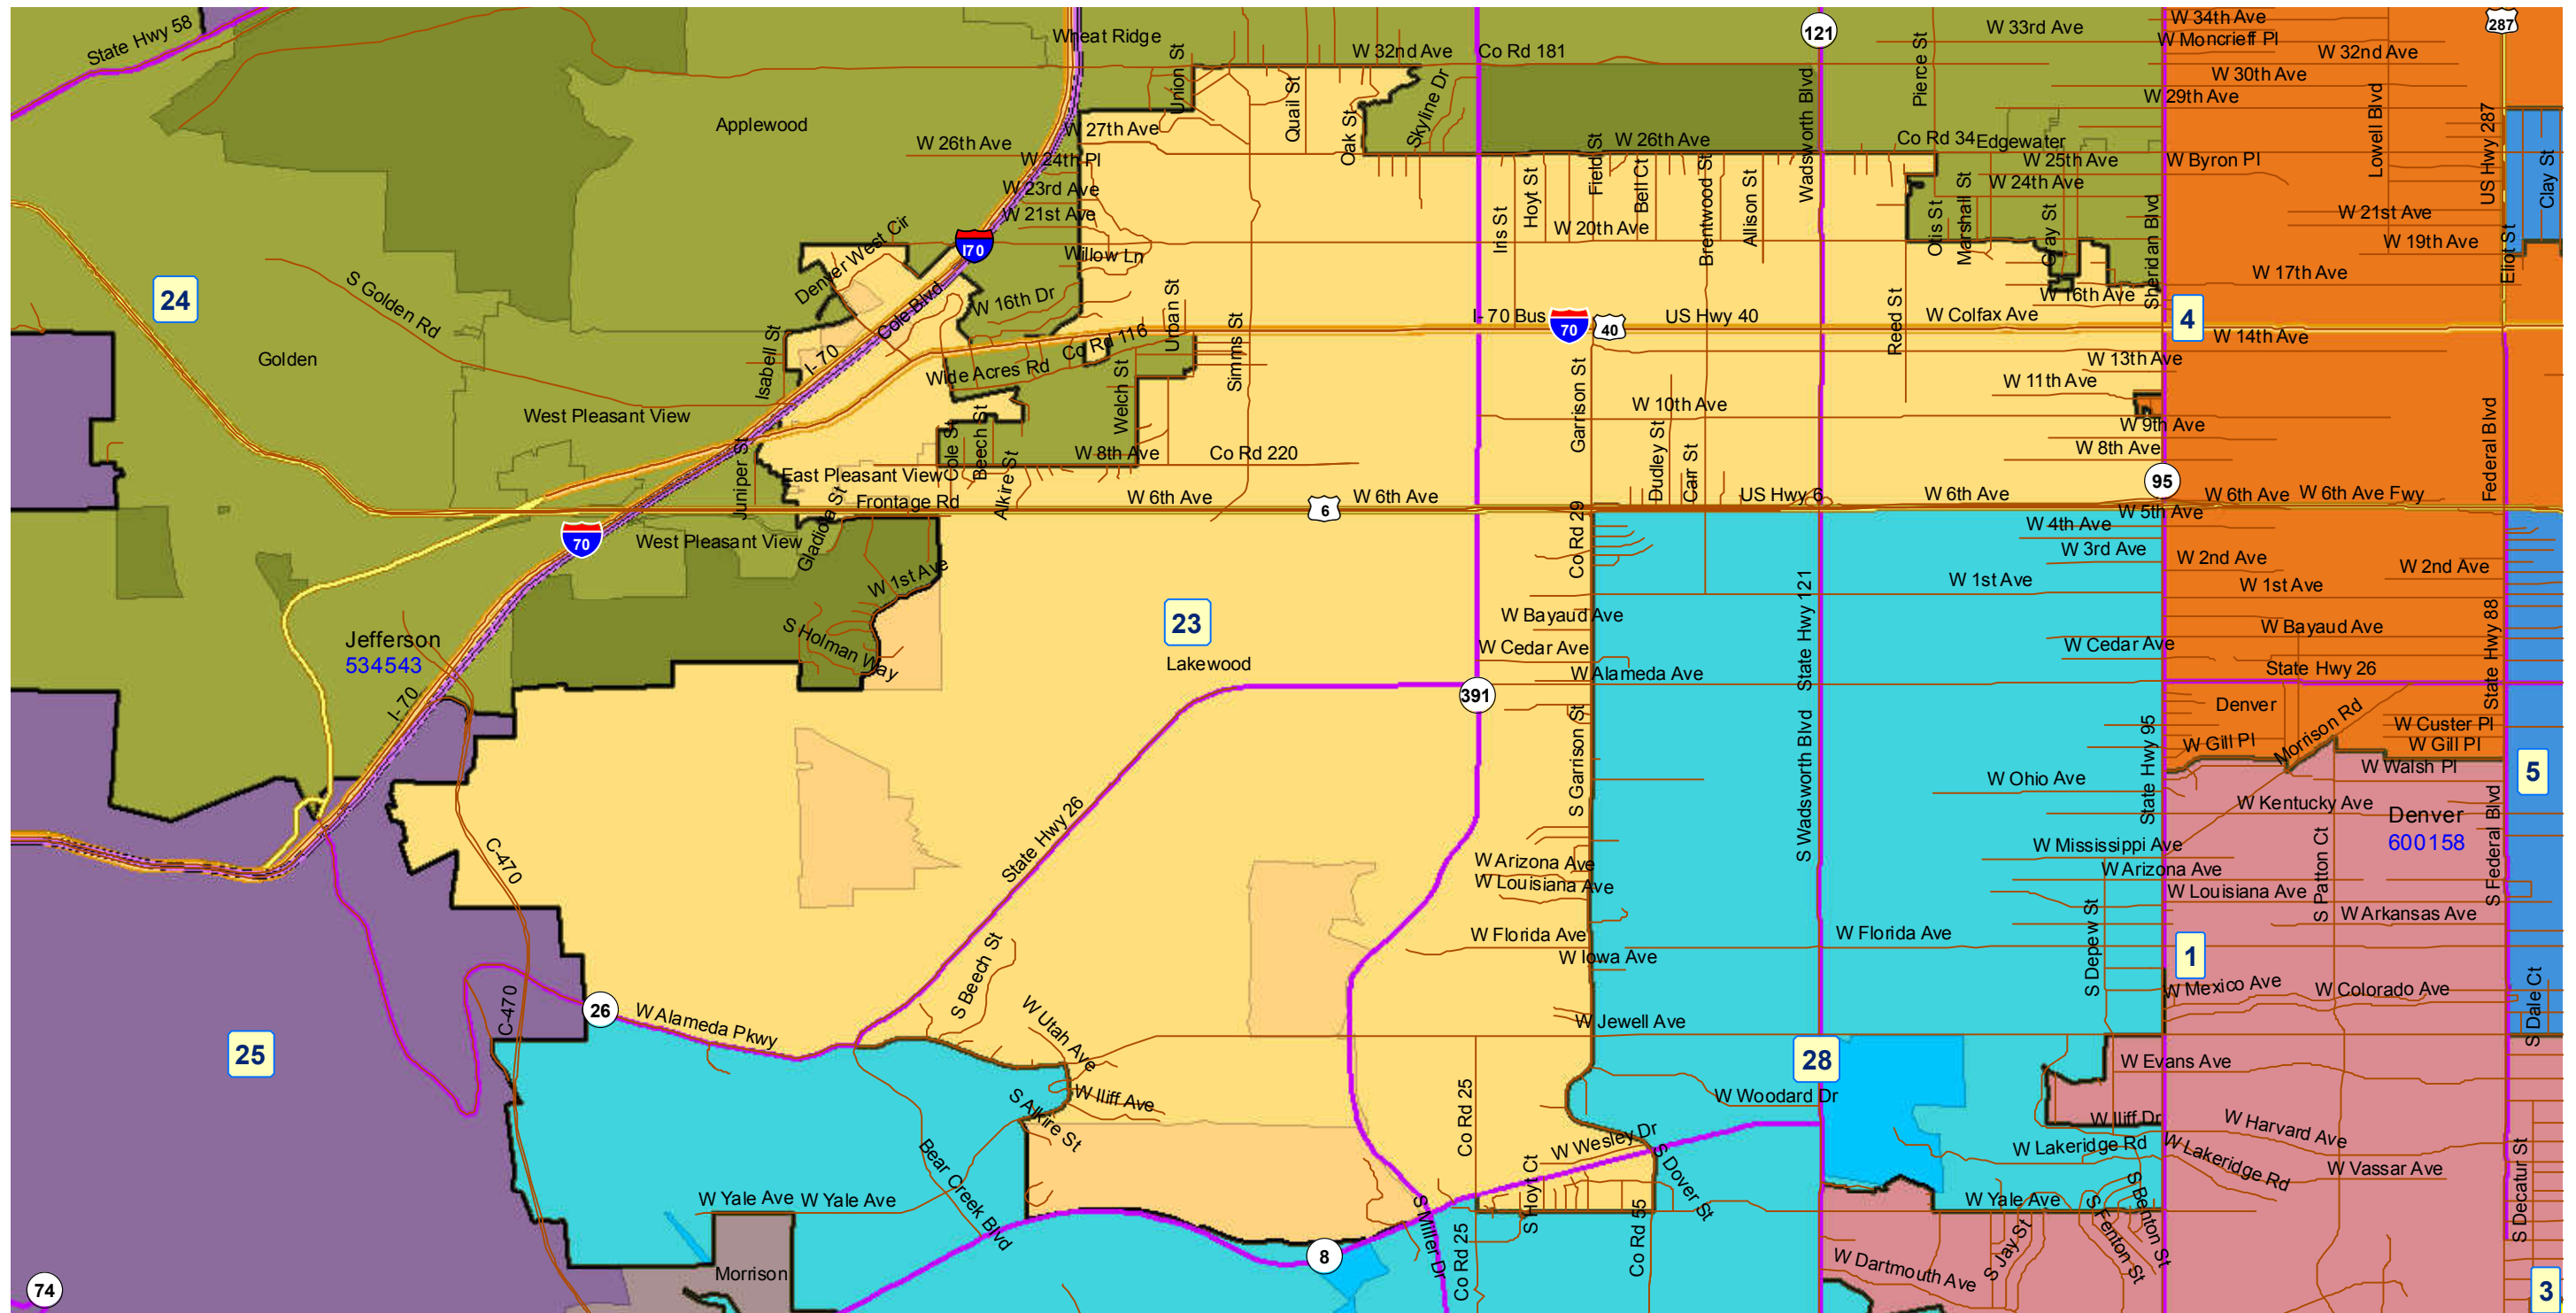 State Hwy 58
Wheat Ridge
W 32nd Ave
Co Rd 181
121
W 33rd Ave
W 34th Ave
W Moncrieff Pl
W 32nd Ave
287
Union St
Quail St
Oak St
Skyline Dr
Wadsworth Blvd
Pierce St
W 30th Ave
W 29th Ave
Lowell Blvd
US Hwy 287
Applewood
W 27th Ave
W 26th Ave
W 24th Pl
W 26th Ave
Field St
Co Rd 34
Edgewater
W 25th Ave
W Byron Pl
Clay St
W 23rd Ave
W 21st Ave
Hoyt St
Bell Ct
Brentwood St
Allison St
W 24th Ave
Iris St
W 20th Ave
Otis St
Marshall St
Gray St
Sheridan Blvd
W 21st Ave
W 19th Ave
Eliot St
Denver West Cir
I70
Willow Ln
W 17th Ave
W 16th Ave
24
S Golden Rd
Cole Blvd
W 16th Dr
Urban St
Simms St
I-70 Bus
70
40
US Hwy 40
Reed St
W Colfax Ave
4
W 14th Ave
Golden
Isabell St
I-70
Co Rd 116
Wide Acres Rd
Welch St
W 13th Ave
W 11th Ave
Garrison St
W 10th Ave
West Pleasant View
Cole St
Beech St
W 9th Ave
Federal Blvd
W 8th Ave
Co Rd 220
W 8th Ave
Dudley St
Carr St
Juniper St
East Pleasant View
Alkire St
95
Gladiola St
Frontage Rd
W 6th Ave
6
W 6th Ave
US Hwy 6
W 6th Ave
W 6th Ave
W 6th Ave Fwy
W 5th Ave
70
West Pleasant View
Co Rd 29
W 4th Ave
W 3rd Ave
W 2nd Ave
W 2nd Ave
W 1st Ave
W 1st Ave
W 1st Ave
State Hwy 121
State Hwy 88
23
W Bayaud Ave
W Bayaud Ave
Jefferson
534543
S Holman Way
Lakewood
W Cedar Ave
W Cedar Ave
W Alameda Ave
State Hwy 26
391
I-70
S Garrison St
S Wadsworth Blvd
State Hwy 95
Denver
Morrison Rd
W Custer Pl
W Gill Pl
W Gill Pl
5
W Walsh Pl
W Ohio Ave
State Hwy 26
W Kentucky Ave
Denver
600158
S Patton Ct
S Federal Blvd
C-470
W Mississippi Ave
W Arizona Ave
W Arizona Ave
W Louisiana Ave
W Louisiana Ave
W Arkansas Ave
S Beech St
W Florida Ave
W Florida Ave
S Depew St
1
W Iowa Ave
C-470
26
W Alameda Pkwy
W Utah Ave
W Mexico Ave
W Colorado Ave
S Dale Ct
W Jewell Ave
25
28
W Evans Ave
W Iliff Ave
S Alkire St
Co Rd 25
W Woodard Dr
W Iliff Dr
W Harvard Ave
Bear Creek Blvd
W Wesley Dr
S Dover St
W Lakeridge Rd
W Lakeridge Rd
W Vassar Ave
W Yale Ave
W Yale Ave
S Miller Dr
S Hoyt Ct
Co Rd 55
W Yale Ave
S Benton St
S Fenton St
S Jay St
S Decatur St
8
Co Rd 25
Morrison
W Dartmouth Ave
74
3